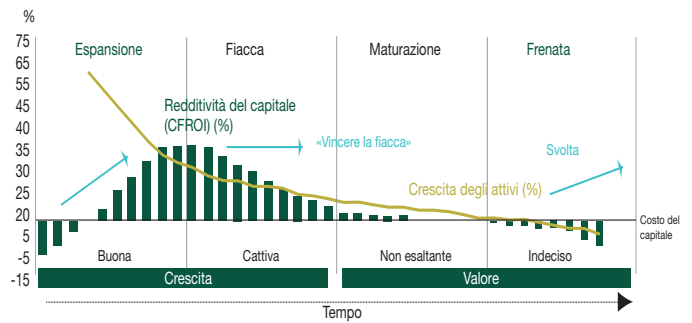 %
75
65
55
45
40
35
30
25
20
5
-5
-15
Espansione
Fiacca
Maturazione
Frenata
Redditività del capitale
(CFROI) (%)
«Vincere la fiacca»
Svolta
Crescita degli attivi (%)
Costo del
capitale
Buona
Cattiva
Non esaltante
Indeciso
Crescita
Valore
Tempo